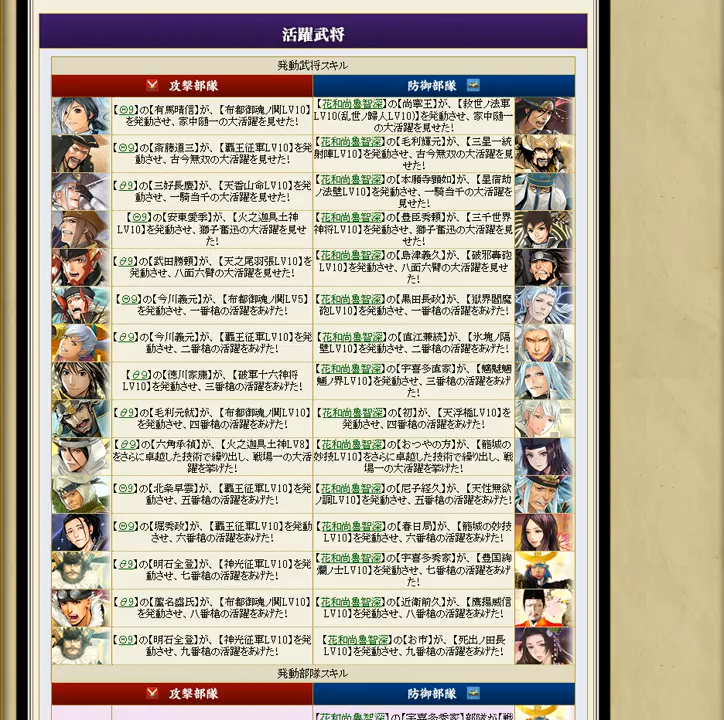 活躍武将
発動武将スキル
攻撃部隊
防御部隊
の【有馬晴信】が、【布都御魂ノ関LV10】
を発動させ、家中随一の大活躍を見せた!
【花和尚魯智深】の【尚寧王】が、【救世ノ法軍
LV10(乱世ノ婦人LV10)】を発動させ、家中随一
の大活躍を見せた!
の【斎藤道三】が、【覇王征軍LV10】を発
動させ、古今無双の大活躍を見せた!
【花和尚魯智深】の【毛利輝元】が、【三星一統
射陣LV10】を発動させ、古今無双の大活躍を見せ
た!
の【三好長慶】が、【天呑山命LV10】を発
動させ、一騎当千の大活躍を見せた!
【花和尚魯智深】の【本願寺顕如】が、【星宿劫
ノ法壁LV10】を発動させ、一騎当千の大活躍を
見せた!
の【安東愛季】が、【火之迦具土神
LV10】を発動させ、獅子奮迅の大活躍を見せ
た!
【花和尚魯智深】の【豊臣秀頼】が、【三千世界
神将LV10】を発動させ、獅子奮迅の大活躍を見せ
た!
の【武田勝頼】が、【天之尾羽張LV10】を
発動させ、八面六臂の大活躍を見せた!
【花和尚魯智深】の【島津義久】が、【破邪轟砲
LV10】を発動させ、八面六臂の大活躍を見せ
た!
の【今川義元】が、【布都御魂ノ関LV5】
を発動させ、一番槍の活躍をあげた!
【花和尚魯智深】の【黒田長政】が、【獄界閻魔
砲LV10】を発動させ、一番槍の活躍をあげた!
の【今川義元】が、【覇王征軍LV10】を発
動させ、二番槍の活躍をあげた!
【花和尚魯智深】の【直江兼続】が、【氷塊ノ隔
壁LV10】を発動させ、二番槍の活躍をあげた!
の【徳川家康】が、【破軍十六神将
LV10】を発動させ、三番槍の活躍をあげた!
【花和尚魯智深】の【宇喜多直家】が、【魑魅魍
魎ノ界LV10】を発動させ、三番槍の活躍をあげ
た!
の【毛利元就】が、【布都御魂ノ関LV10】
を発動させ、四番槍の活躍をあげた!
【花和尚魯智深】の【初】が、【天浮橋LV10】を
発動させ、四番槍の活躍をあげた!
の【六角承禎】が、【火之迦具土神LV8】
をさらに卓越した技術で繰り出し、戦場一の大活
躍を挙げた!
【花和尚魯智深】の【おつやの方】が、【籠城の
妙技LV10】をさらに卓越した技術で繰り出し、戦
場一の大活躍を挙げた!
の【北条早雲】が、【覇王征軍LV10】を発
動させ、五番槍の活躍をあげた!
【花和尚魯智深】の【尼子経久】が、【天性無欲
ノ調LV10】を発動させ、五番槍の活躍をあげた!
の【堀秀政】が、【覇王征軍LV10】を発動
させ、六番槍の活躍をあげた!
【花和尚魯智深】の【春日局】が、【籠城の妙技
LV10】を発動させ、六番槍の活躍をあげた!
の【明石全登】が、【神光征軍LV10】を発
動させ、七番槍の活躍をあげた!
【花和尚魯智深】の【宇喜多秀家】が、【豊国絢
爛ノ士LV10】を発動させ、七番槍の活躍をあげ
た!
の【蘆名盛氏】が、【布都御魂ノ関LV10】
を発動させ、八番槍の活躍をあげた!
【花和尚魯智深】の【近衛前久】が、【鷹揚威信
LV10】を発動させ、八番槍の活躍をあげた!
の【明石全登】が、【神光征軍LV10】を発
動させ、九番槍の活躍をあげた!
【花和尚魯智深】の【お市】が、【死出ノ田長
LV10】を発動させ、九番槍の活躍をあげた!
発動部隊スキル
攻撃部隊
防御部隊
【花和尚魯智深】の【宇喜多秀家】部隊が【戦